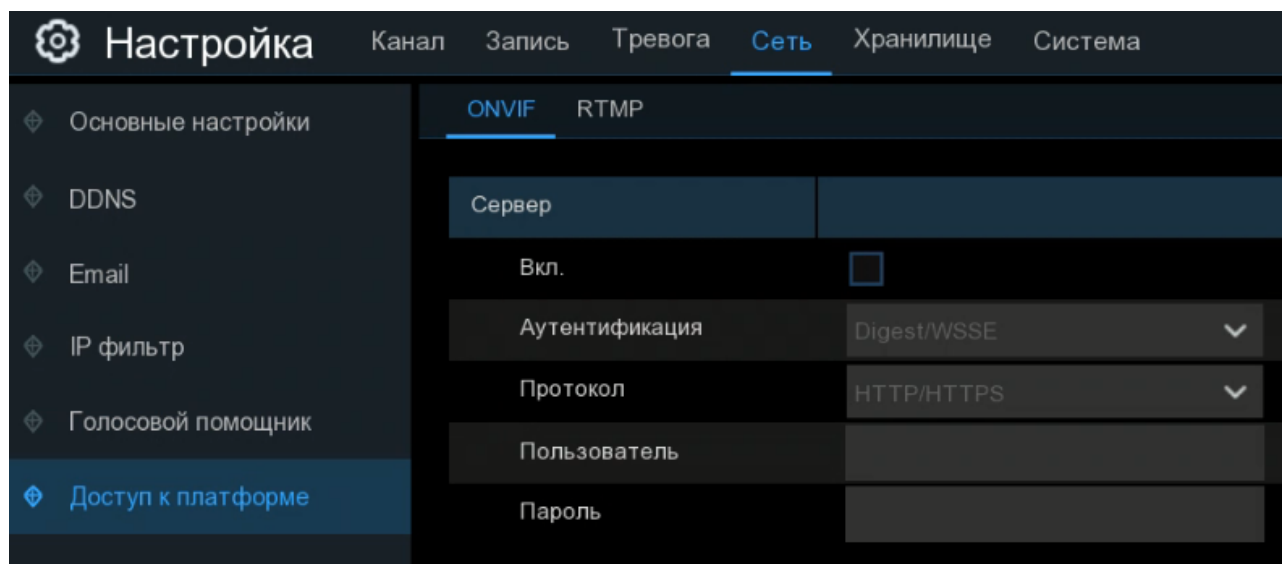 Настройка Канал Запись Тревога Сеть Хранилище Система
ONVIF RTMP
Основные настройки
DDNS
Email
IP фильтр
Голосовой помощник
Доступ к платформе
Сервер
Вкл.
Аутентификация Digest/WSSE
Протокол HTTP/HTTPS
Пользователь
Пароль